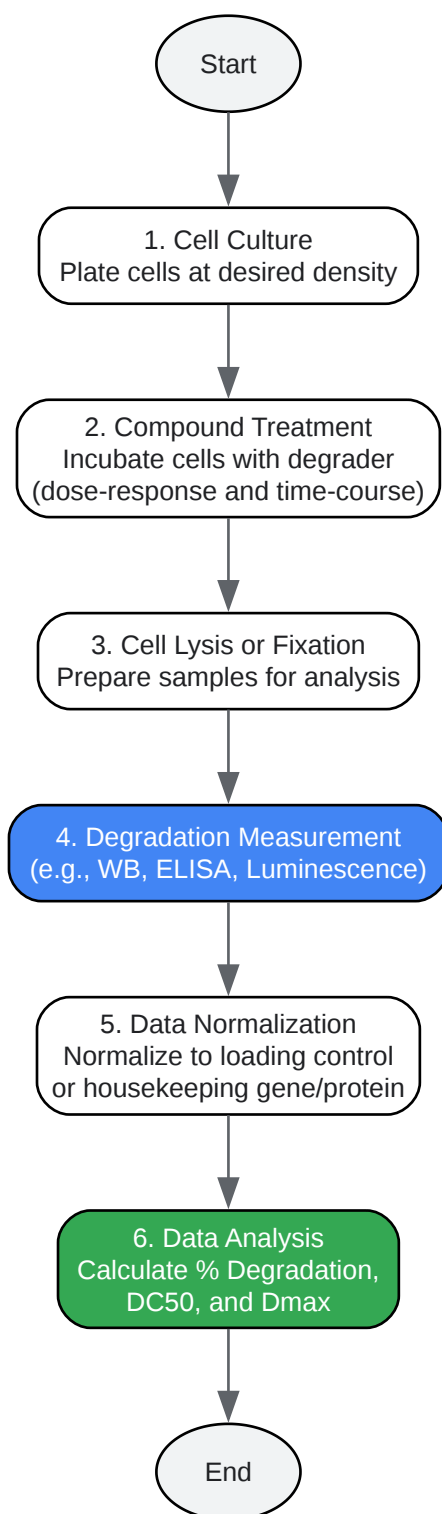 Start
1. Cell Culture
Plate cells at desired density
2. Compound Treatment
Incubate cells with degrader
(dose-response and time-course)
3. Cell Lysis or Fixation
Prepare samples for analysis
4. Degradation Measurement
(e.g., WB, ELISA, Luminescence)
5. Data Normalization
Normalize to loading control
or housekeeping gene/protein
6. Data Analysis
Calculate % Degradation,
DC50, and Dmax
End